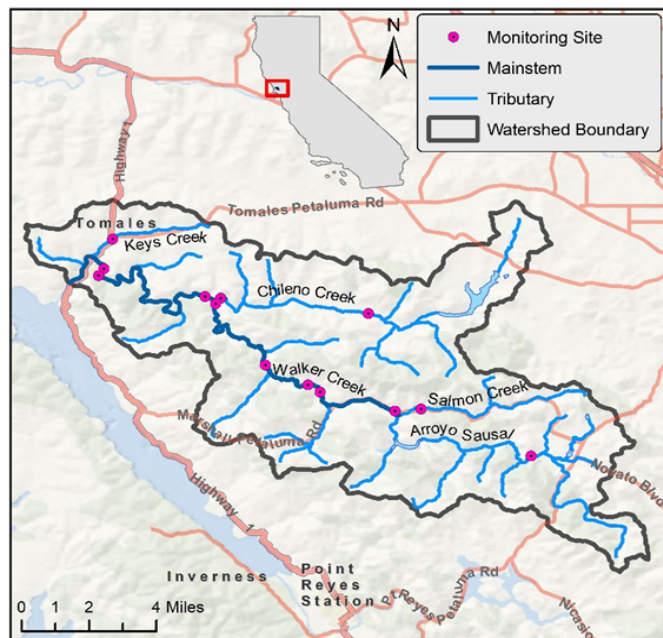 N
Monitoring Site
Mainstem
Tributary
Watershed Boundary
Highway 1
Tomales
Tomales Petaluma Rd
Keys Creek
Chileno Creek
Walker Creek
Salmon Creek
Marshall Petaluma Rd
Arroyo Sausal
Novato Blvd
Highway 1
Inverness
Point
Reyes
Station
Pt Reyes
Petaluma Rd
Nicasio
0 1 2 4 Miles